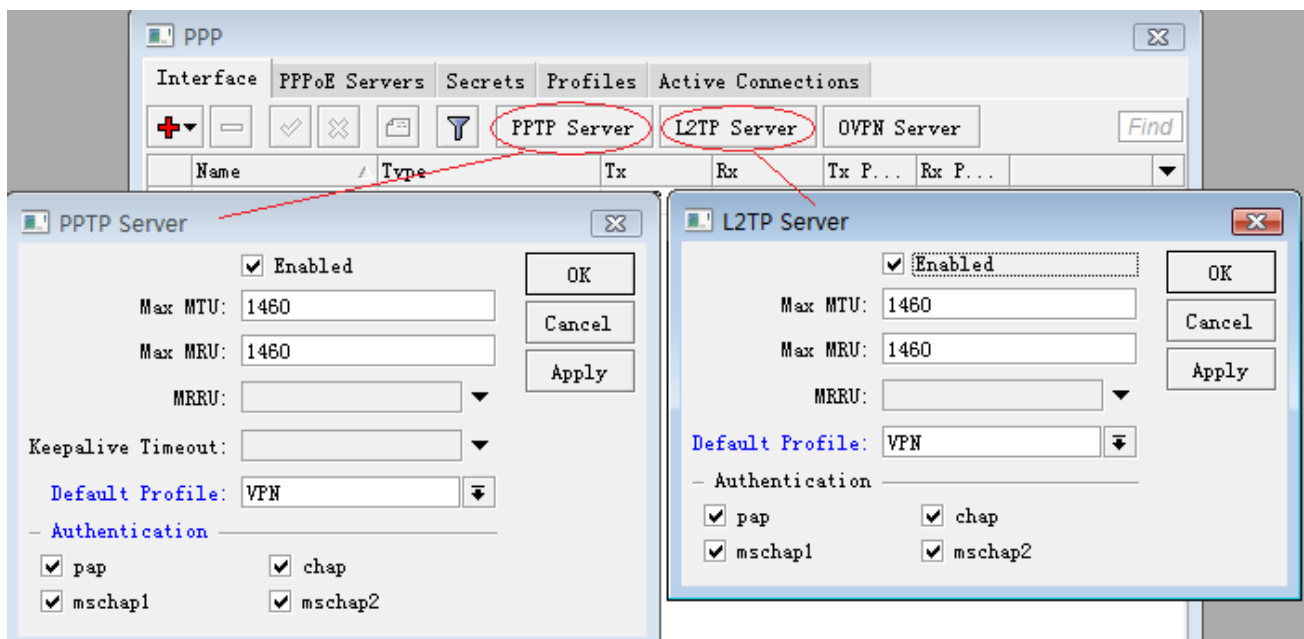 PPP
Interface PPPoE Servers Secrets Profiles Active Connections
PPTP Server L2TP Server OVPN Server Find
Name Type Tx Rx Tx P... Rx P...
PPTP Server
Enabled
OK
Max MTU: 1460
Cancel
Max MRU: 1460
Apply
MRRU:
Keepalive Timeout:
Default Profile: VPN
Authentication
pap chap
mschap1 mschap2
L2TP Server
Enabled
OK
Max MTU: 1460
Cancel
Max MRU: 1460
Apply
MRRU:
Default Profile: VPN
Authentication
pap chap
mschap1 mschap2